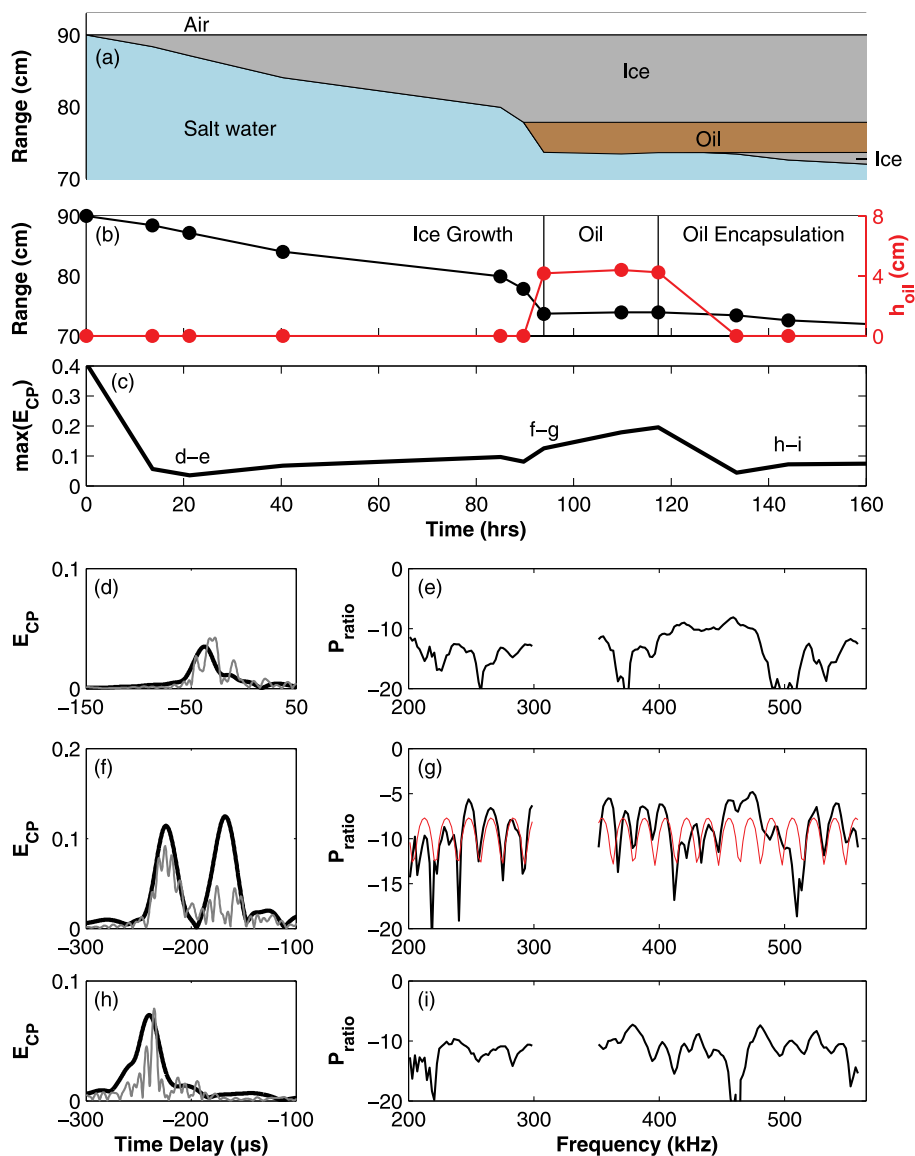 Air
90
(a)
Ice
Range (cm)
80
Salt water
Oil
Ice
70
90
8
(b)
Ice Growth
Oil
Oil Encapsulation
Range (cm)
80
4
h_oil (cm)
70
0
0.4
(c)
max(E_CP)
0.3
0.2
f–g
d–e
h–i
0.1
0
0 20 40 60 80 100 120 140 160
Time (hrs)
0.1
(d)
E_CP
0
−150 −50 50
0
(e)
P_ratio
−10
−20
200 300 400 500
0.2
(f)
E_CP
0.1
0
−300 −200 −100
0
(g)
−5
P_ratio
−10
−15
−20
200 300 400 500
0.1
(h)
E_CP
0
−300 −200 −100
Time Delay (µs)
0
(i)
P_ratio
−10
−20
200 300 400 500
Frequency (kHz)